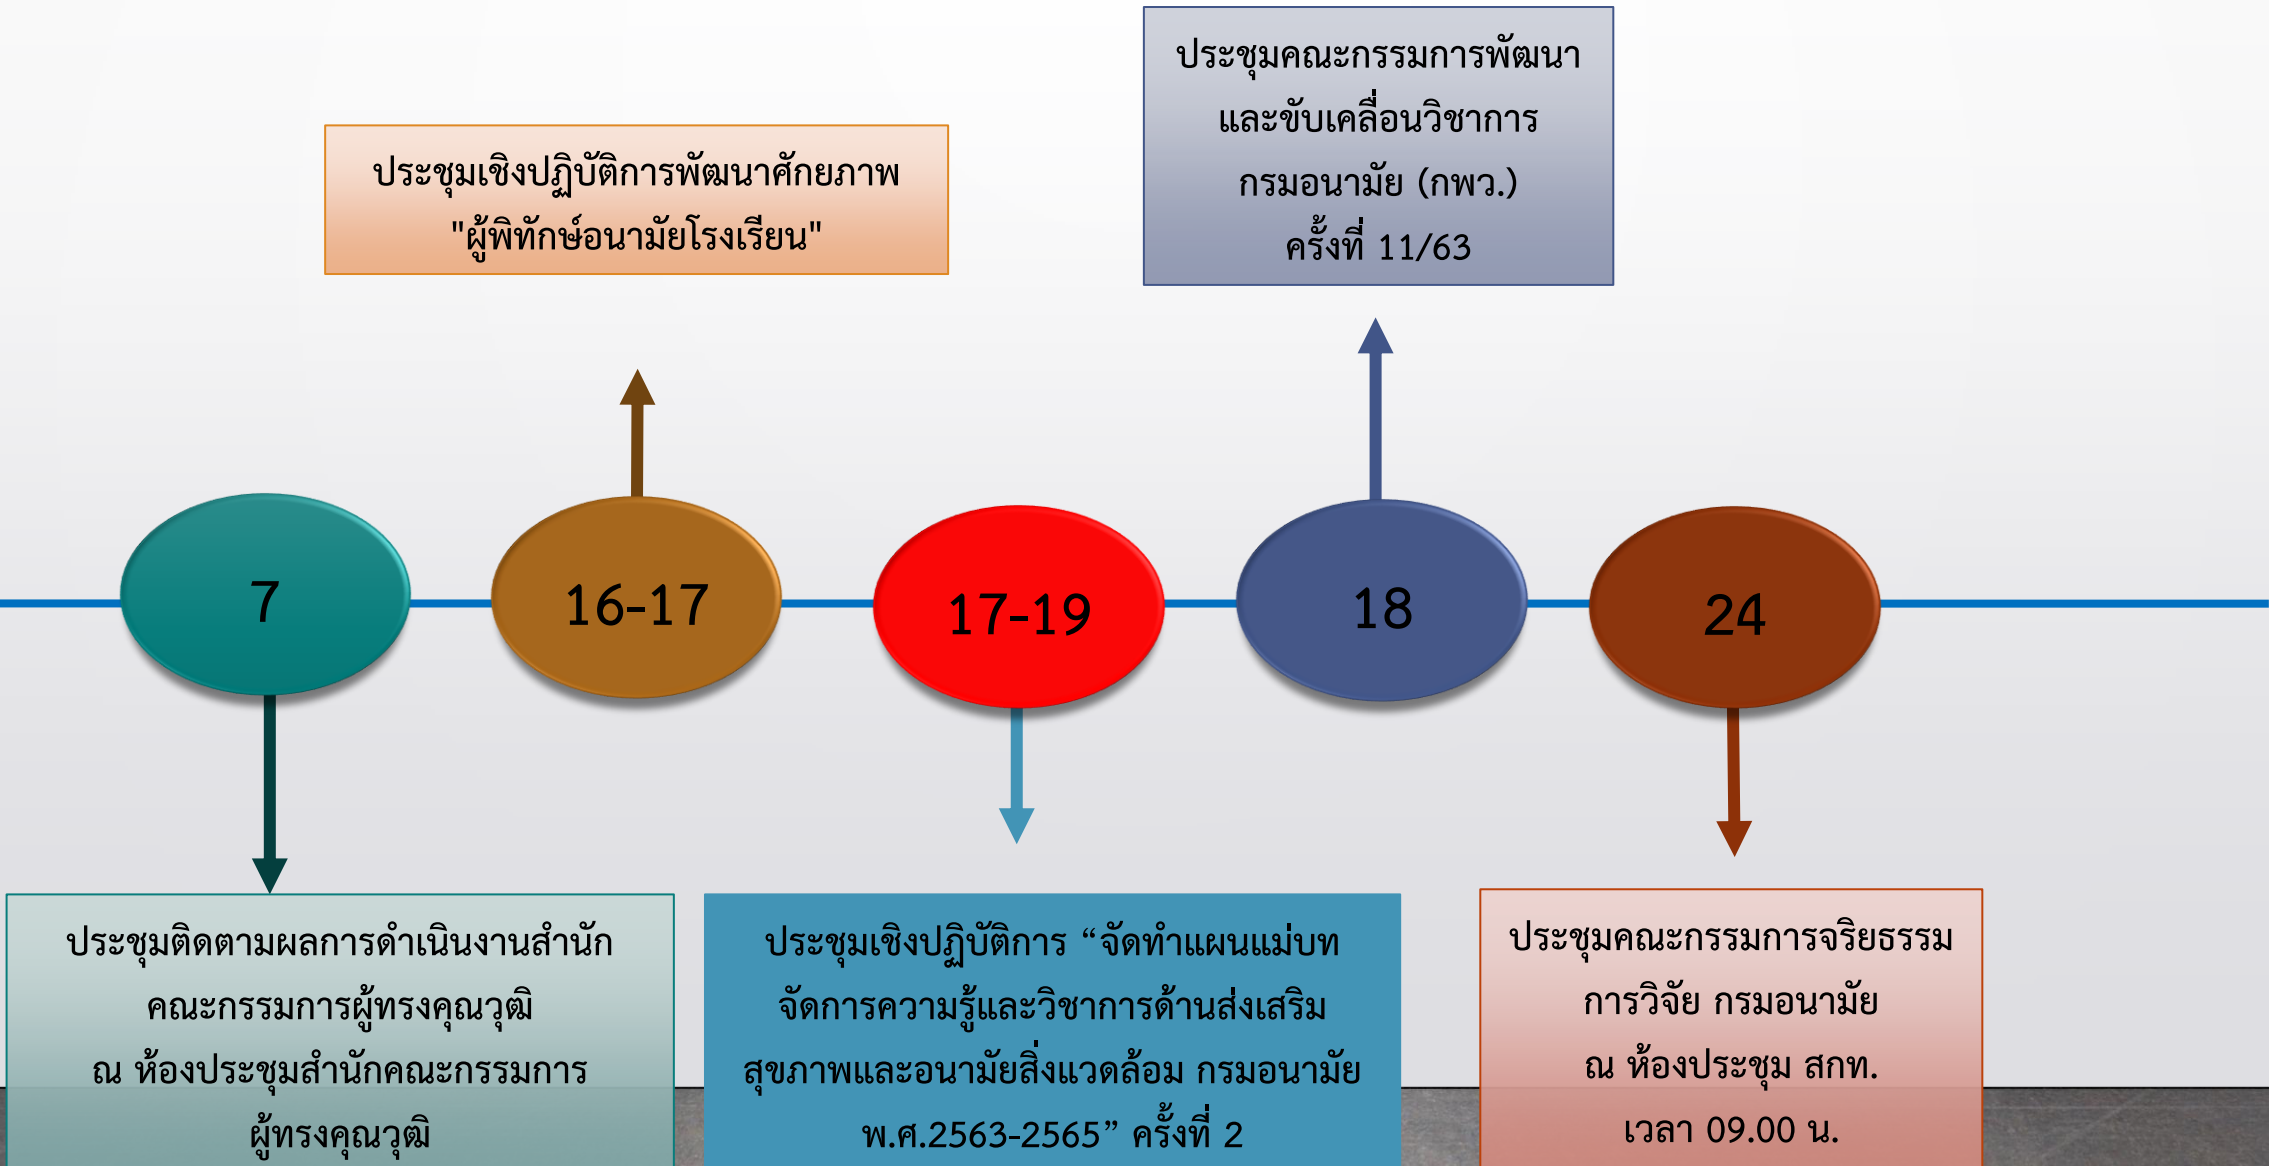 ประชุมคณะกรรมการพัฒนา
และขับเคลื่อนวิชาการ
กรมอนามัย (กพว.)
ครั้งที่ 11/63
ประชุมเชิงปฏิบัติการพัฒนาศักยภาพ
"ผู้พิทักษ์อนามัยโรงเรียน"
7
16-17
17-19
18
24
ประชุมติดตามผลการดำเนินงานสำนัก
คณะกรรมการผู้ทรงคุณวุฒิ
ณ ห้องประชุมสำนักคณะกรรมการ
ผู้ทรงคุณวุฒิ
ประชุมเชิงปฏิบัติการ “จัดทำแผนแม่บท
จัดการความรู้และวิชาการด้านส่งเสริม
สุขภาพและอนามัยสิ่งแวดล้อม กรมอนามัย
พ.ศ.2563-2565” ครั้งที่ 2
ประชุมคณะกรรมการจริยธรรม
การวิจัย กรมอนามัย
ณ ห้องประชุม สกท.
เวลา 09.00 น.